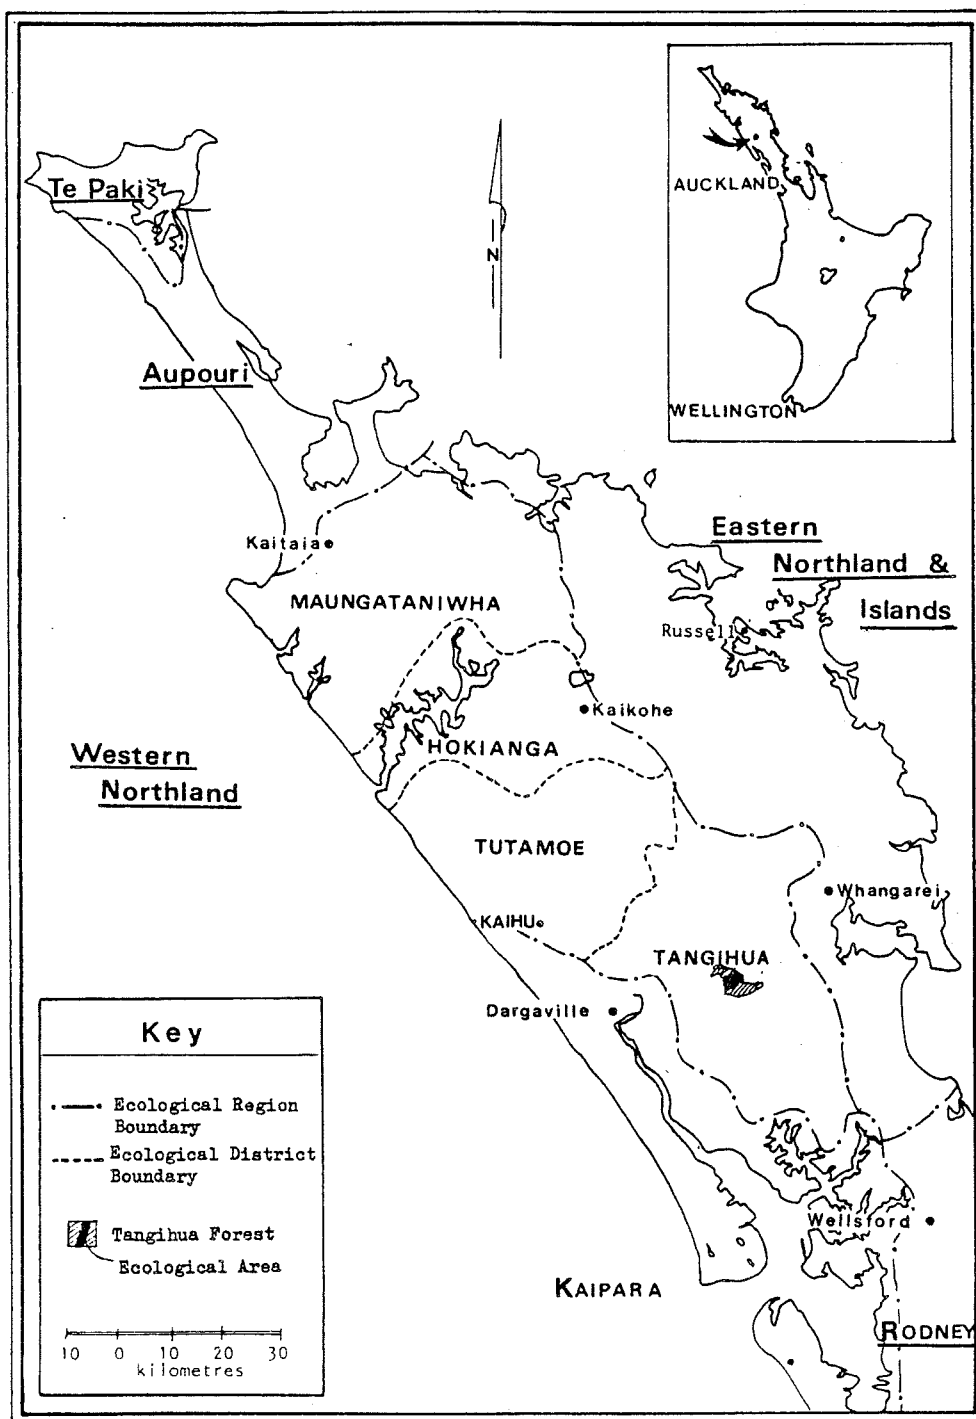 Te Paki
N
AUCKLAND
WELLINGTON
Aupouri
Kaitaia
Eastern
Northland &
Islands
MAUNGATANIWHA
Russell
Kaikohe
HOKIANGA
Western
Northland
TUTAMOE
Whangarei
KAIHU
TANGIHUA
Dargaville
Key
Ecological Region
Boundary
Ecological District
Boundary
Tangihua Forest
Ecological Area
10 0 10 20 30
kilometres
Wellsford
KAIPARA
RODNEY